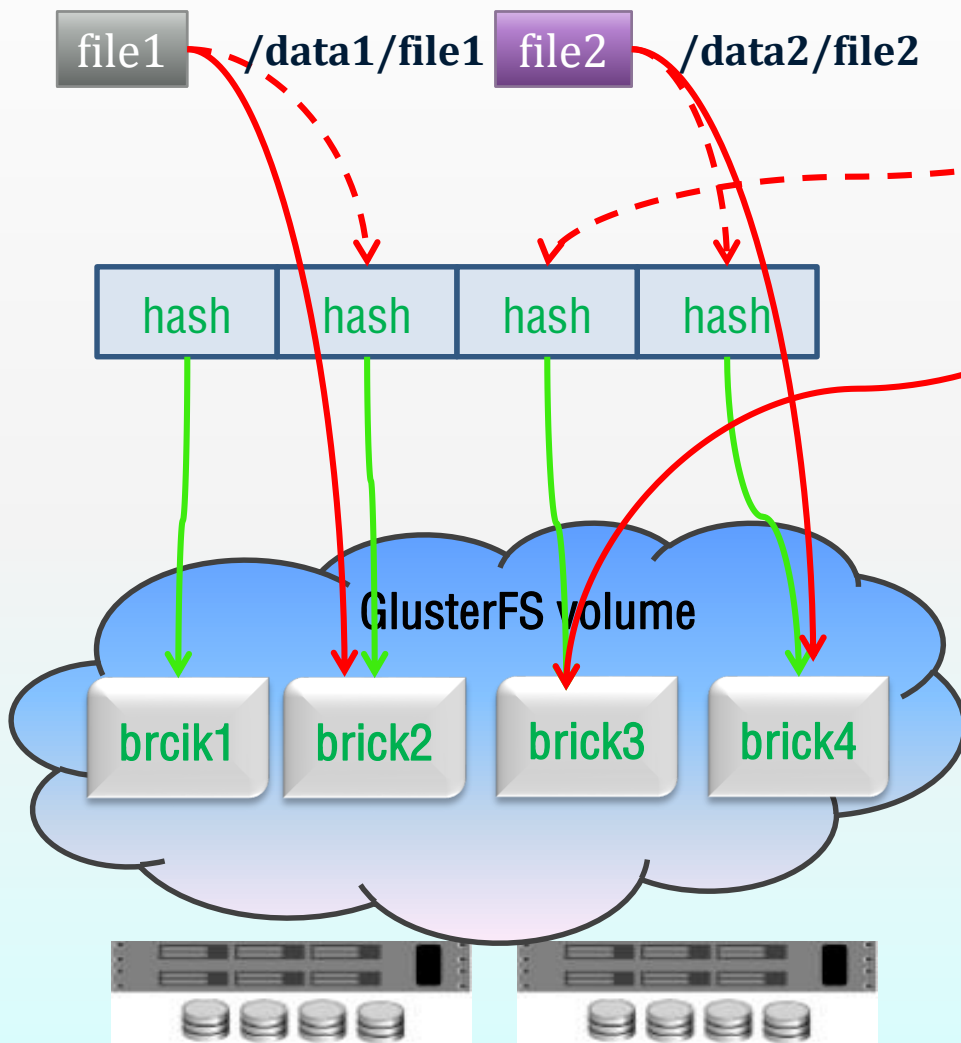 file1 /data1/file1 file2 /data2/file2
hash hash hash hash
GlusterFS volume
brcik1 brick2 brick3 brick4